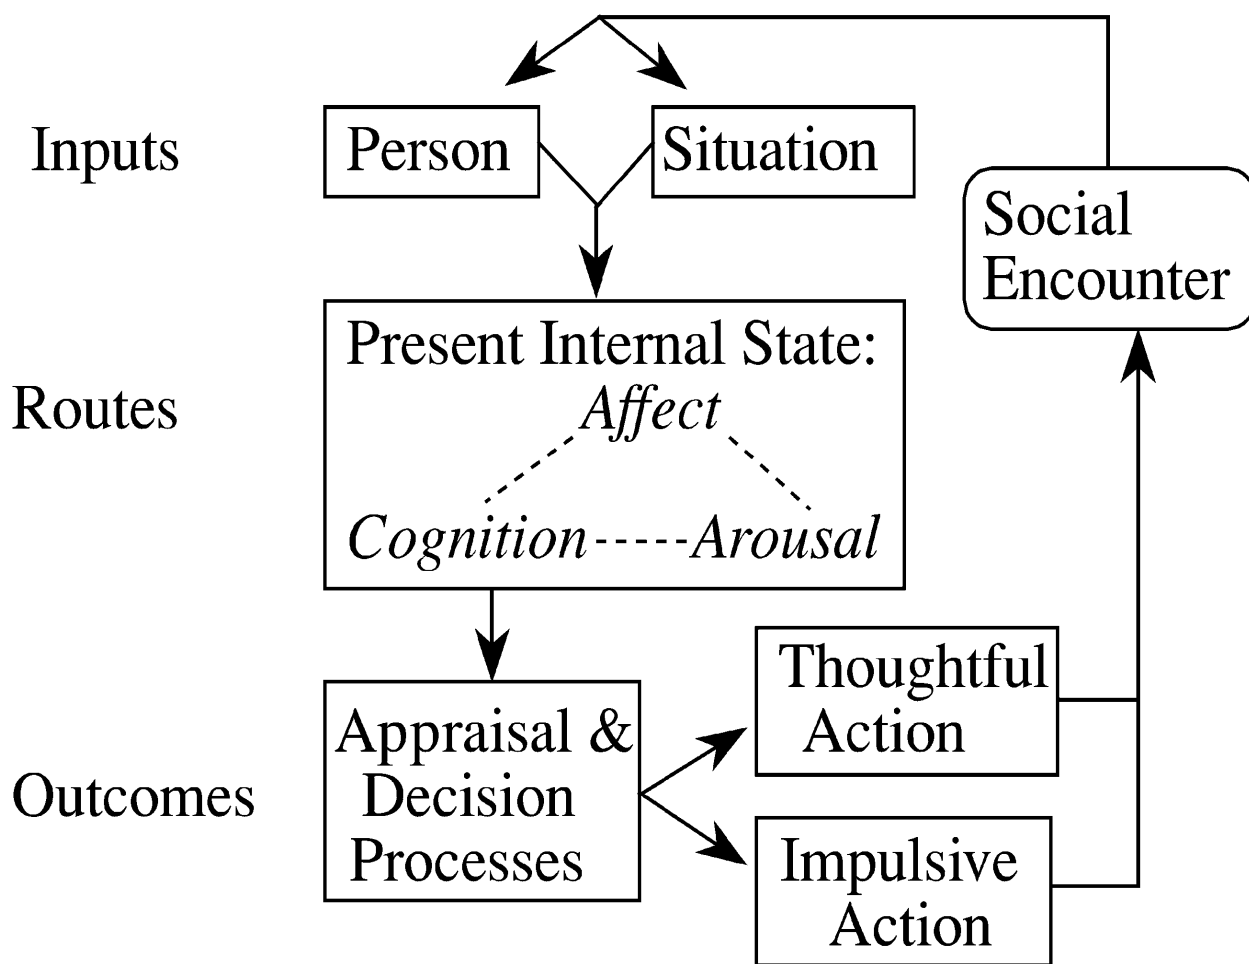 Inputs
Person
Situation
Social
Encounter
Routes
Present Internal State:
Affect
Cognition
Arousal
Outcomes
Appraisal &
Decision
Processes
Thoughtful
Action
Impulsive
Action